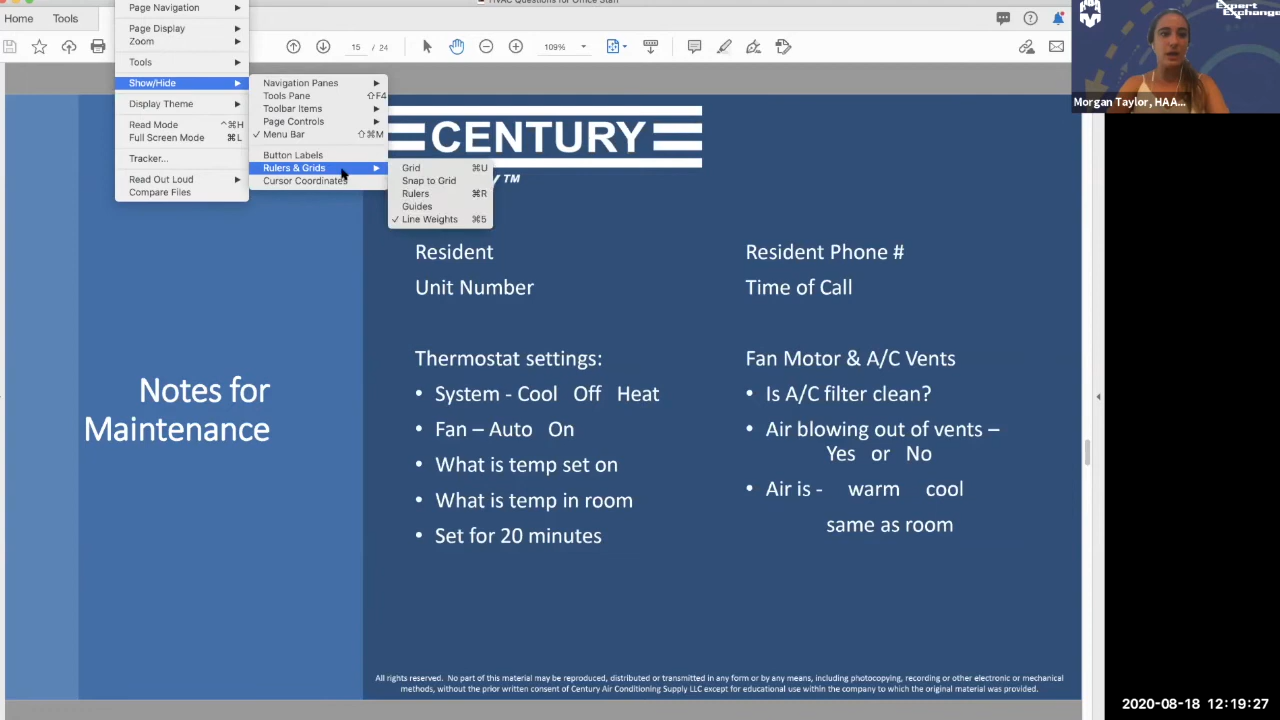 HVAC Questions for Office Staff
Expert
Exchange
Page Navigation
Page Display
Zoom
Tools
Show/Hide
Display Theme
Read Mode ^⌘H
Full Screen Mode ⌘L
Tracker...
Read Out Loud
Compare Files
Home Tools
15 / 24
109%
Navigation Panes
Tools Pane ⇧F4
Toolbar Items
Page Controls
✓ Menu Bar ⇧⌘M
Button Labels
Rulers & Grids
Cursor Coordinates
Grid ⌘U
Snap to Grid
Rulers ⌘R
Guides
✓ Line Weights ⌘5
Morgan Taylor, HAA...
CENTURY
™
Notes for
Maintenance
Resident
Unit Number
Thermostat settings:
• System - Cool Off Heat
• Fan – Auto On
• What is temp set on
• What is temp in room
• Set for 20 minutes
Resident Phone #
Time of Call
Fan Motor & A/C Vents
• Is A/C filter clean?
• Air blowing out of vents –
Yes or No
• Air is - warm cool
same as room
All rights reserved. No part of this material may be reproduced, distributed or transmitted in any form or by any means, including photocopying, recording or other electronic or mechanical
methods, without the prior written consent of Century Air Conditioning Supply LLC except for educational use within the company to which the original material was provided.
2020-08-18 12:19:27